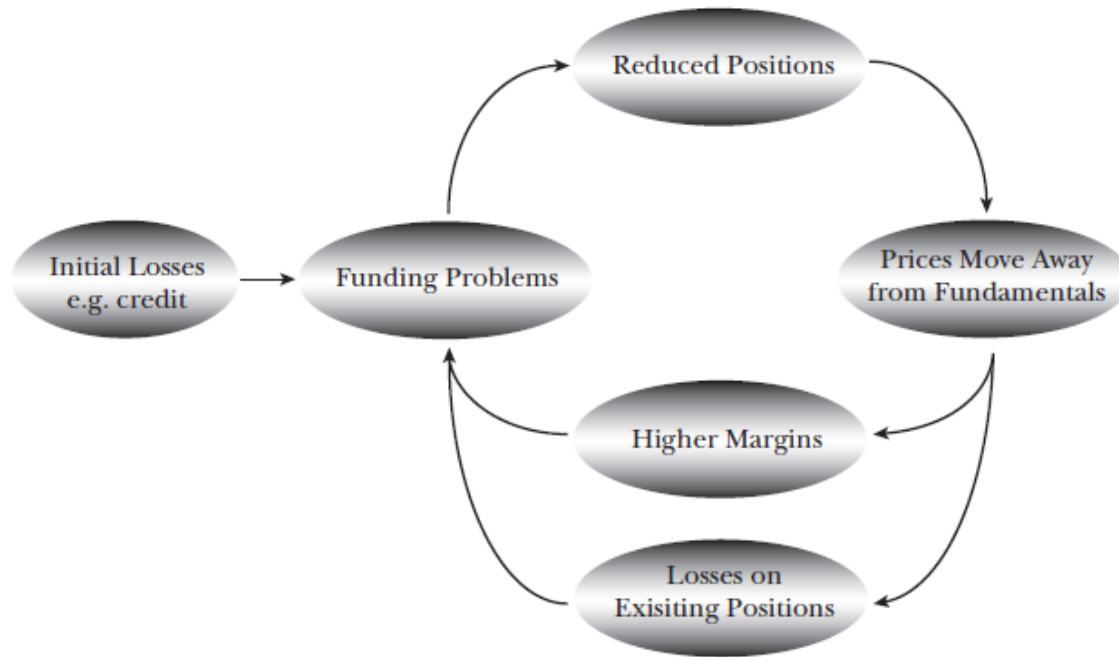 Reduced Positions
Initial Losses
e.g. credit
Funding Problems
Prices Move Away
from Fundamentals
Higher Margins
Losses on
Exisiting Positions